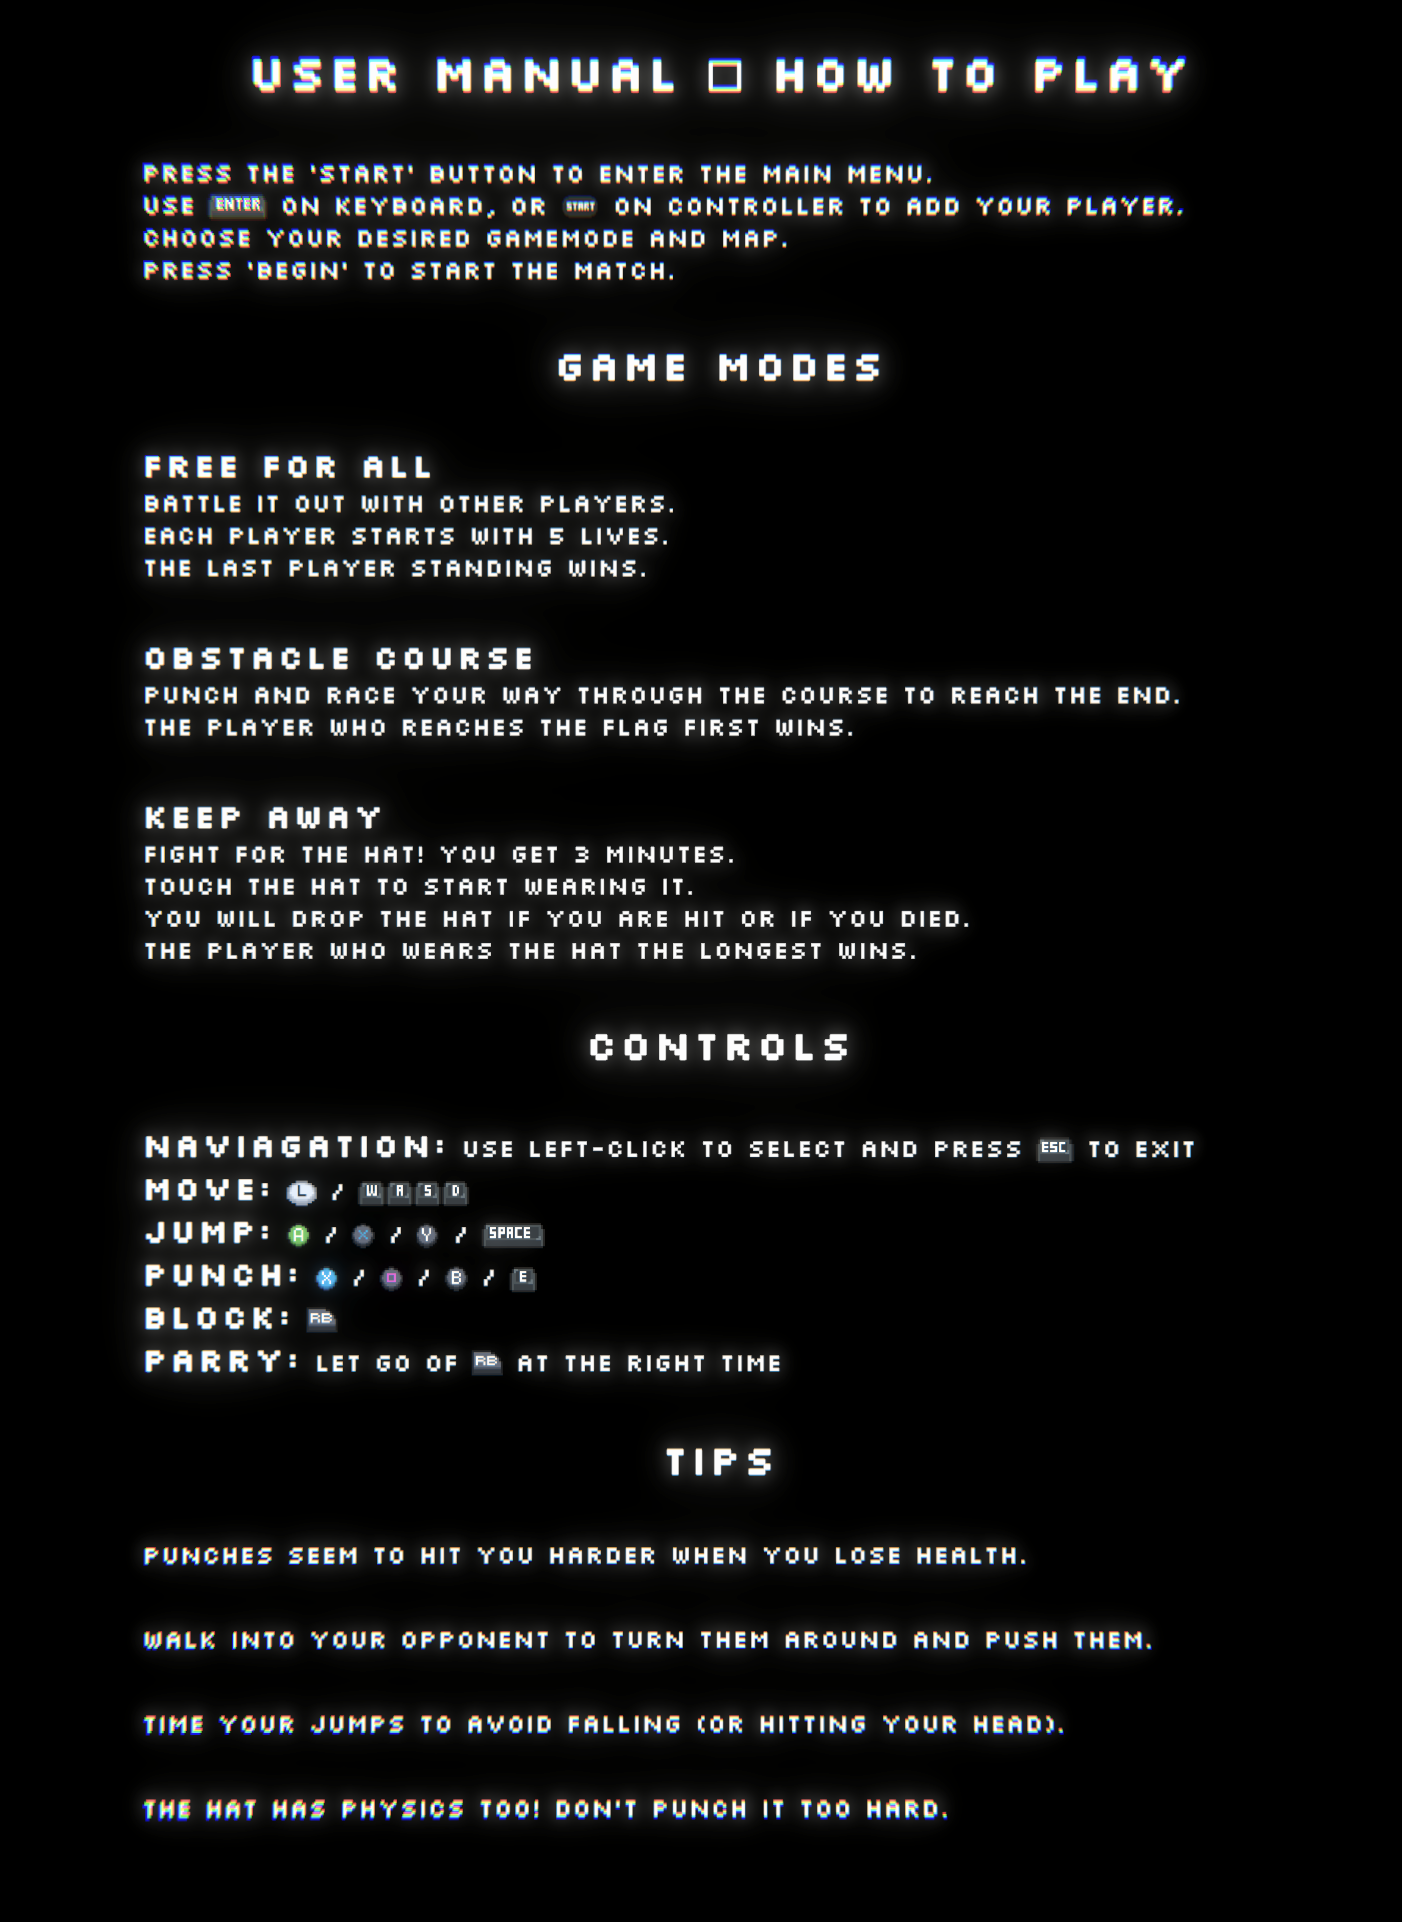 USER MANUAL □ HOW TO PLAY
PRESS THE 'START' BUTTON TO ENTER THE MAIN MENU.
USE ENTER ON KEYBOARD, OR START ON CONTROLLER TO ADD YOUR PLAYER.
CHOOSE YOUR DESIRED GAMEMODE AND MAP.
PRESS 'BEGIN' TO START THE MATCH.
GAME MODES
FREE FOR ALL
BATTLE IT OUT WITH OTHER PLAYERS.
EACH PLAYER STARTS WITH 5 LIVES.
THE LAST PLAYER STANDING WINS.
OBSTACLE COURSE
PUNCH AND RACE YOUR WAY THROUGH THE COURSE TO REACH THE END.
THE PLAYER WHO REACHES THE FLAG FIRST WINS.
KEEP AWAY
FIGHT FOR THE HAT! YOU GET 3 MINUTES.
TOUCH THE HAT TO START WEARING IT.
YOU WILL DROP THE HAT IF YOU ARE HIT OR IF YOU DIED.
THE PLAYER WHO WEARS THE HAT THE LONGEST WINS.
CONTROLS
NAVIAGATION: USE LEFT-CLICK TO SELECT AND PRESS ESC TO EXIT
MOVE: L / W A S D
JUMP: A / X / Y / SPACE
PUNCH: X / □ / B / E
BLOCK: RB
PARRY: LET GO OF RB AT THE RIGHT TIME
TIPS
PUNCHES SEEM TO HIT YOU HARDER WHEN YOU LOSE HEALTH.
WALK INTO YOUR OPPONENT TO TURN THEM AROUND AND PUSH THEM.
TIME YOUR JUMPS TO AVOID FALLING (OR HITTING YOUR HEAD).
THE HAT HAS PHYSICS TOO! DON'T PUNCH IT TOO HARD.